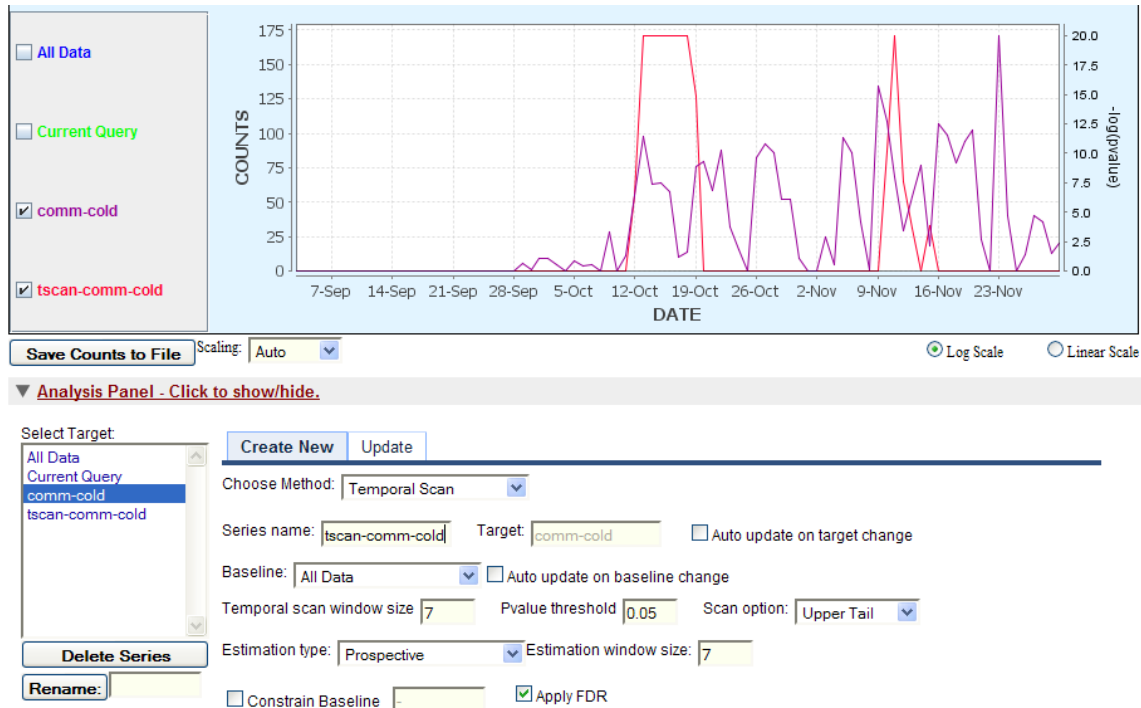 All Data
Current Query
comm-cold
tscan-comm-cold
175
150
125
100
75
50
25
0
COUNTS
20.0
17.5
15.0
12.5
10.0
7.5
5.0
2.5
0.0
-log(pvalue)
7-Sep 14-Sep 21-Sep 28-Sep 5-Oct 12-Oct 19-Oct 26-Oct 2-Nov 9-Nov 16-Nov 23-Nov
DATE
Save Counts to File Scaling: Auto Log Scale Linear Scale
Analysis Panel - Click to show/hide.
Select Target:
All Data
Current Query
comm-cold
tscan-comm-cold
Delete Series
Rename:
Create New Update
Choose Method: Temporal Scan
Series name: tscan-comm-cold Target: comm-cold Auto update on target change
Baseline: All Data Auto update on baseline change
Temporal scan window size 7 Pvalue threshold 0.05 Scan option: Upper Tail
Estimation type: Prospective Estimation window size: 7
Constrain Baseline - Apply FDR